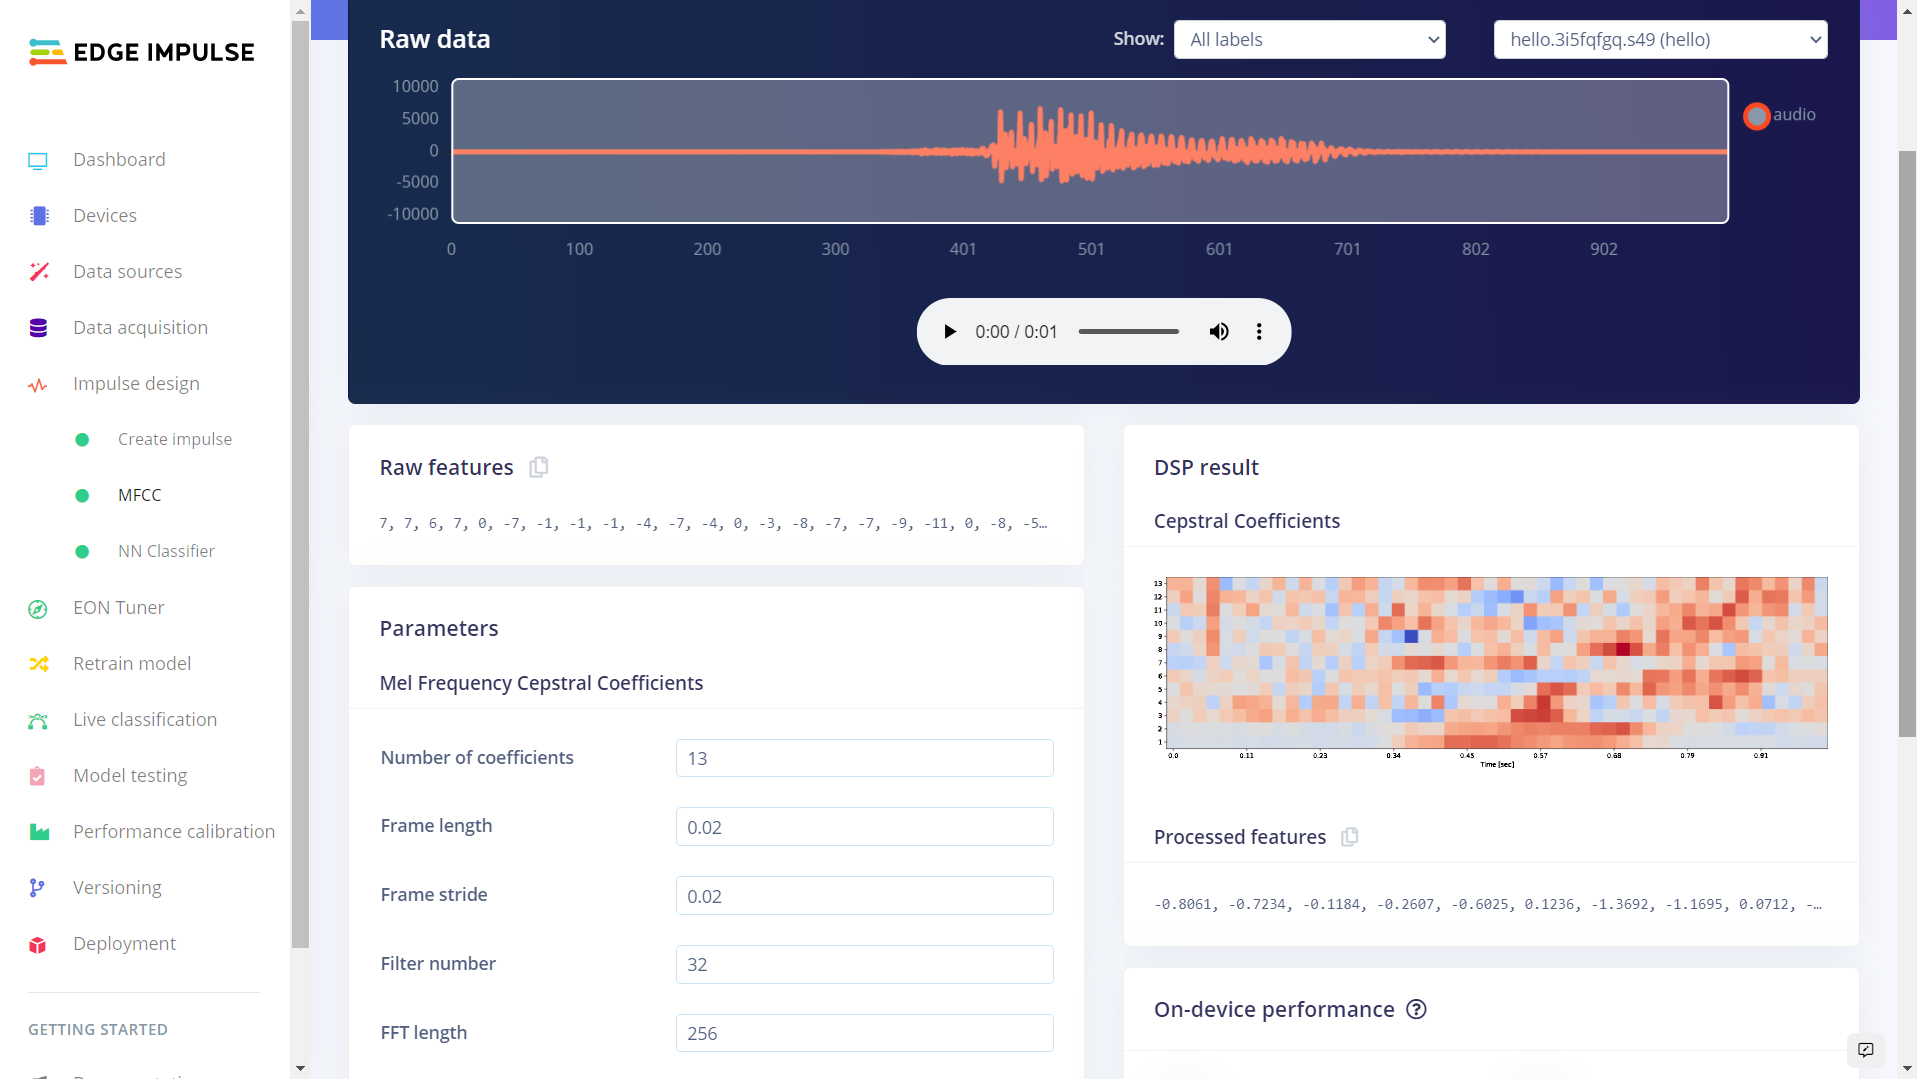 EDGE IMPULSE
Dashboard
Devices
Data sources
Data acquisition
Impulse design
Create impulse
MFCC
NN Classifier
EON Tuner
Retrain model
Live classification
Model testing
Performance calibration
Versioning
Deployment
GETTING STARTED
Raw data
Show: All labels hello.3i5fqfgq.s49 (hello)
10000
5000
0
-5000
-10000
0 100 200 300 401 501 601 701 802 902
audio
0:00 / 0:01
Raw features
7, 7, 6, 7, 0, -7, -1, -1, -1, -4, -7, -4, 0, -3, -8, -7, -7, -9, -11, 0, -8, -5…
Parameters
Mel Frequency Cepstral Coefficients
Number of coefficients 13
Frame length 0.02
Frame stride 0.02
Filter number 32
FFT length 256
DSP result
Cepstral Coefficients
13
12
11
10
9
8
7
6
5
4
3
2
1
0.0 0.11 0.23 0.34 0.45 0.57 0.68 0.79 0.91
Time [sec]
Processed features
-0.8061, -0.7234, -0.1184, -0.2607, -0.6025, 0.1236, -1.3692, -1.1695, 0.0712, -…
On-device performance ?